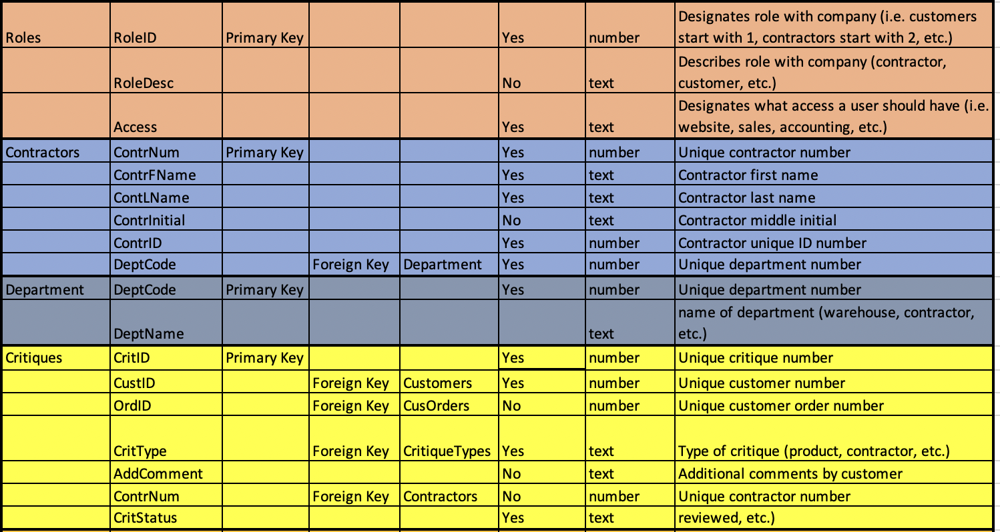 Designates role with company (i.e. customers
Roles RoleID Primary Key Yes number start with 1, contractors start with 2, etc.)
Describes role with company (contractor,
RoleDesc No text customer, etc.)
Designates what access a user should have (i.e.
Access Yes text website, sales, accounting, etc.)
Contractors ContrNum Primary Key Yes number Unique contractor number
ContrFName Yes text Contractor first name
ContLName Yes text Contractor last name
ContrInitial No text Contractor middle initial
ContrID Yes number Contractor unique ID number
DeptCode Foreign Key Department Yes number Unique department number
Department DeptCode Primary Key Yes number Unique department number
name of department (warehouse, contractor,
DeptName text etc.)
Critiques CritID Primary Key Yes number Unique critique number
CustID Foreign Key Customers Yes number Unique customer number
OrdID Foreign Key CusOrders No number Unique customer order number
CritType Foreign Key CritiqueTypes Yes text Type of critique (product, contractor, etc.)
AddComment No text Additional comments by customer
ContrNum Foreign Key Contractors No number Unique contractor number
CritStatus Yes text reviewed, etc.)